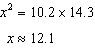 x² = 10.2 × 14.3
x ≈ 12.1